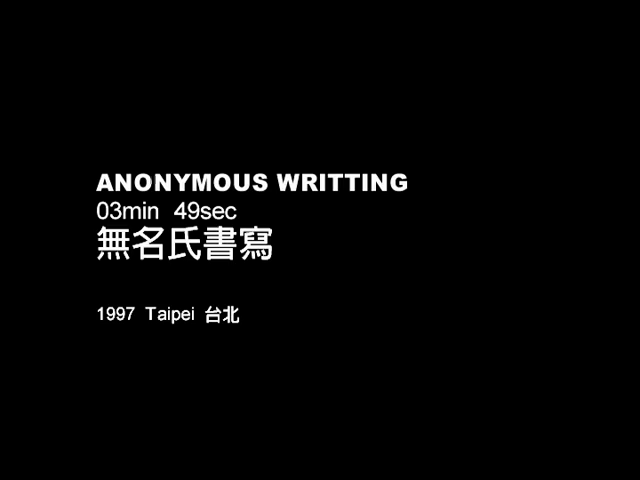 ANONYMOUS WRITTING
03min 49sec
無名氏書寫
1997 Taipei 台北